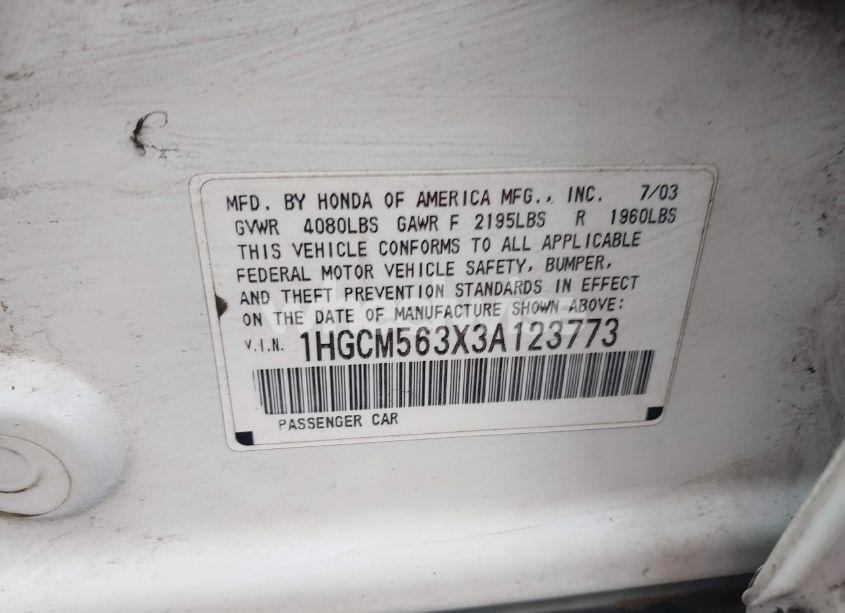 MFD. BY HONDA OF AMERICA MFG., INC. 7/03
GVWR 4080LBS GAWR F 2195LBS R 1960LBS
THIS VEHICLE CONFORMS TO ALL APPLICABLE
FEDERAL MOTOR VEHICLE SAFETY, BUMPER,
AND THEFT PREVENTION STANDARDS IN EFFECT
ON THE DATE OF MANUFACTURE SHOWN ABOVE:
V.I.N. 1HGCM563X3A123773
PASSENGER CAR